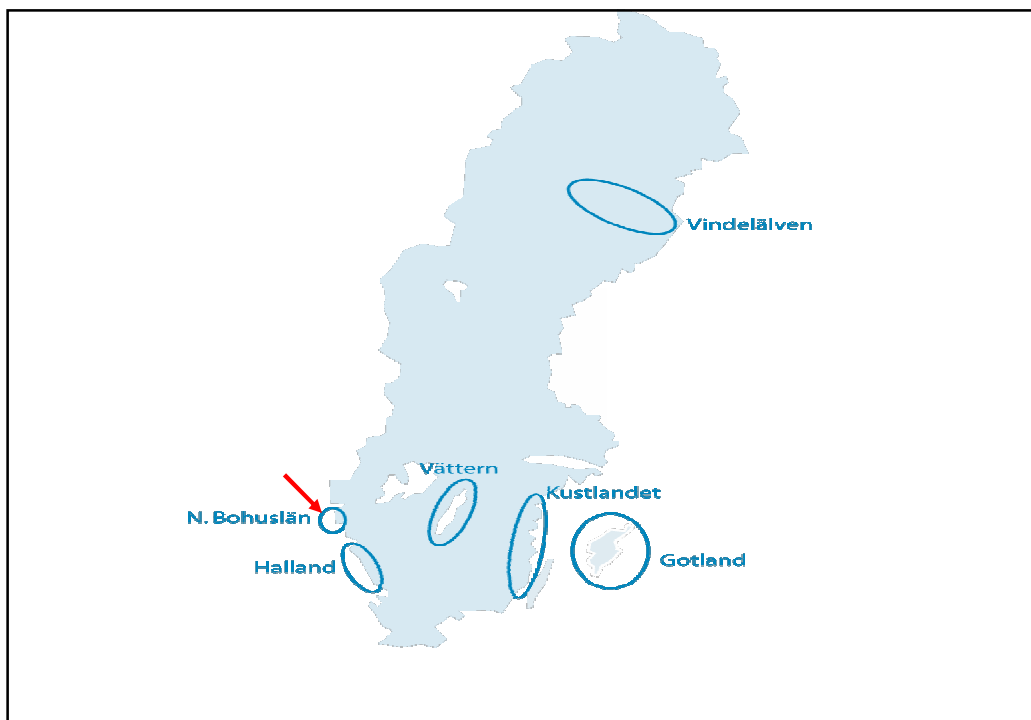 Vindelälven
Vättern
Kustlandet
N. Bohuslän
Gotland
Halland